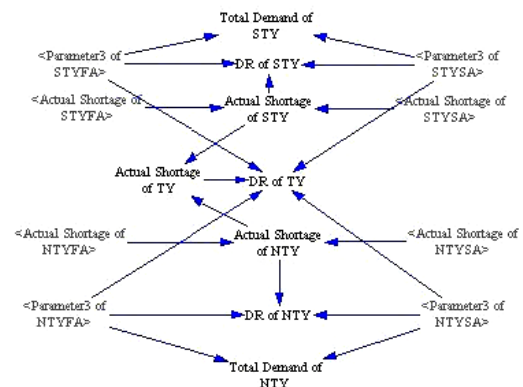 Total Demand of
STY
<Parameter3 of
STYFA>
DR of STY
<Parameter3 of
STYSA>
<Actual Shortage of
STYFA>
Actual Shortage
of STY
<Actual Shortage of
STYSA>
Actual Shortage
of TY
DR of TY
<Actual Shortage of
NTYFA>
Actual Shortage
of NTY
<Actual Shortage of
NTYSA>
<Parameter3 of
NTYFA>
DR of NTY
<Parameter3 of
NTYSA>
Total Demand of
NTY